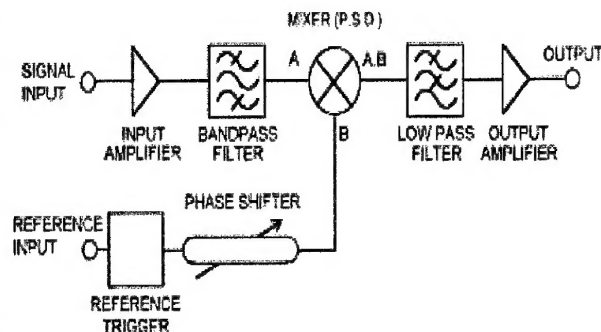 MIXER (P.S.D)
SIGNAL
INPUT
A
A.B
OUTPUT
INPUT
AMPLIFIER
BANDPASS
FILTER
B
LOW PASS
FILTER
OUTPUT
AMPLIFIER
PHASE SHIFTER
REFERENCE
INPUT
REFERENCE
TRIGGER